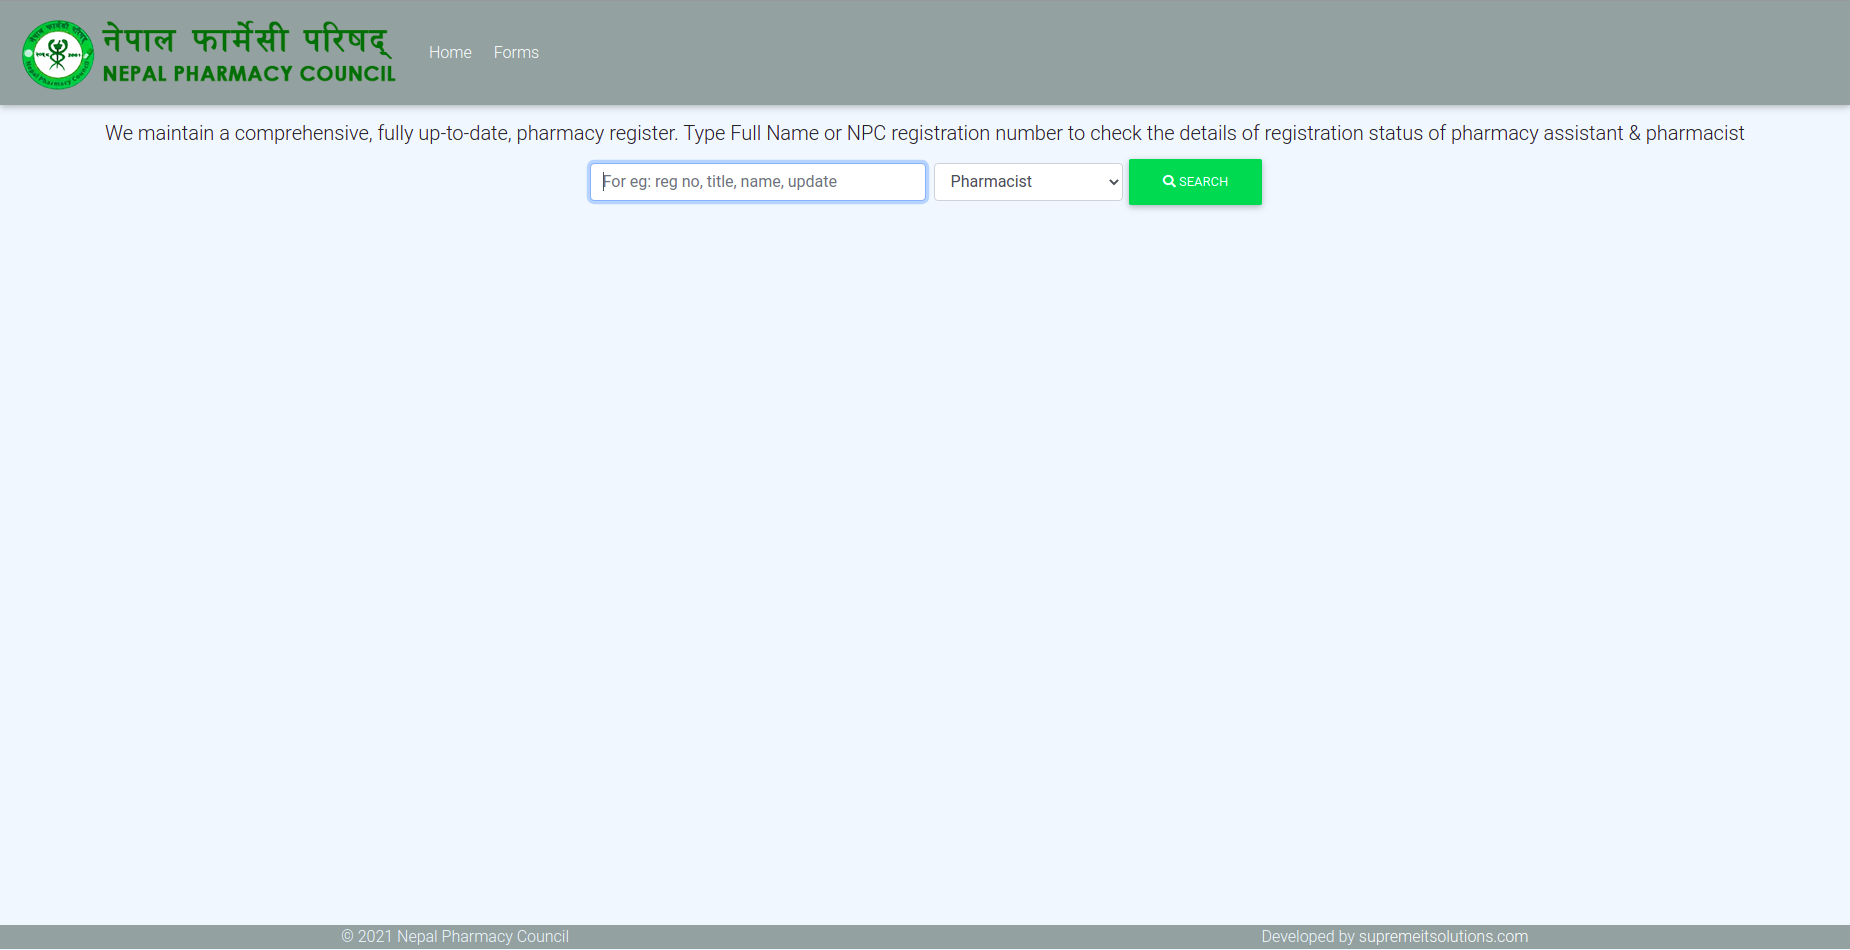 नेपाल फार्मेसी परिषद्
NEPAL PHARMACY COUNCIL
Home Forms
We maintain a comprehensive, fully up-to-date, pharmacy register. Type Full Name or NPC registration number to check the details of registration status of pharmacy assistant & pharmacist
For eg: reg no, title, name, update
Pharmacist
SEARCH
© 2021 Nepal Pharmacy Council
Developed by supremeitsolutions.com